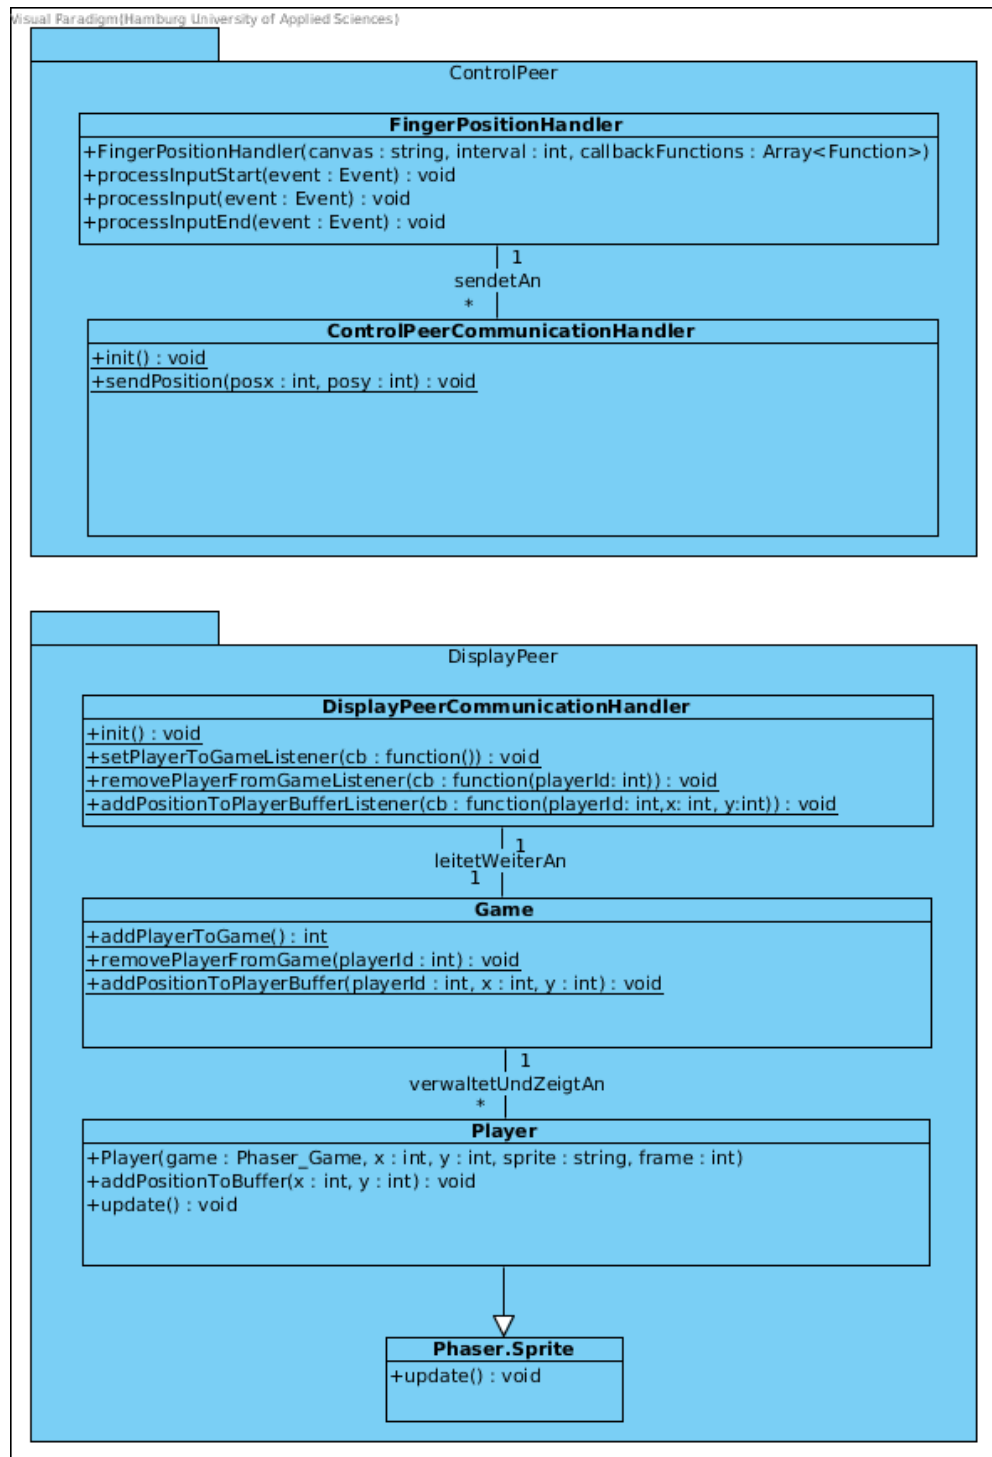 Visual Paradigm(Hamburg University of Applied Sciences)
ControlPeer
FingerPositionHandler
+FingerPositionHandler(canvas : string, interval : int, callbackFunctions : Array<Function>)
+processInputStart(event : Event) : void
+processInput(event : Event) : void
+processInputEnd(event : Event) : void
1
sendetAn
*
ControlPeerCommunicationHandler
+init() : void
+sendPosition(posx : int, posy : int) : void
DisplayPeer
DisplayPeerCommunicationHandler
+init() : void
+setPlayerToGameListener(cb : function()) : void
+removePlayerFromGameListener(cb : function(playerId: int)) : void
+addPositionToPlayerBufferListener(cb : function(playerId: int,x: int, y:int)) : void
1
leitetWeiterAn
1
Game
+addPlayerToGame() : int
+removePlayerFromGame(playerId : int) : void
+addPositionToPlayerBuffer(playerId : int, x : int, y : int) : void
1
verwaltetUndZeigtAn
*
Player
+Player(game : Phaser_Game, x : int, y : int, sprite : string, frame : int)
+addPositionToBuffer(x : int, y : int) : void
+update() : void
Phaser.Sprite
+update() : void